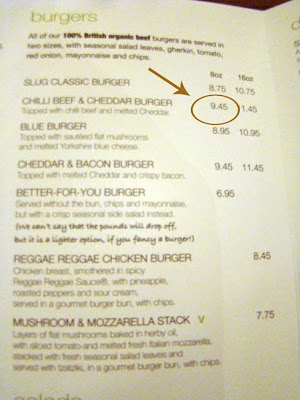 burgers
All of our 100% British organic beef burgers are served in
two sizes, with seasonal salad leaves, gherkin, tomato,
red onion, mayonnaise and chips.
8oz 16oz
SLUG CLASSIC BURGER 8.75 10.75
CHILLI BEEF & CHEDDAR BURGER 9.45 1.45
Topped with chilli beef and melted Cheddar.
BLUE BURGER 8.95 10.95
Topped with sautéed flat mushrooms
and melted Yorkshire blue cheese.
CHEDDAR & BACON BURGER 9.45 11.45
Topped with melted Cheddar and crispy bacon.
BETTER-FOR-YOU BURGER 6.95
Served without the bun, chips and mayonnaise,
but with a crisp seasonal side salad instead.
(We can't say that the pounds will drop off,
but it is a lighter option, if you fancy a burger!)
REGGAE REGGAE CHICKEN BURGER 8.45
Chicken breast, smothered in spicy
Reggae Reggae Sauce®, with pineapple,
roasted peppers and sour cream,
served in a gourmet burger bun, with chips.
MUSHROOM & MOZZARELLA STACK V 7.75
Layers of flat mushrooms baked in herby oil,
with sliced tomato and melted fresh Italian mozzarella,
stacked with fresh seasonal salad leaves and
served with tzatziki, in a gourmet burger bun, with chips.
salads